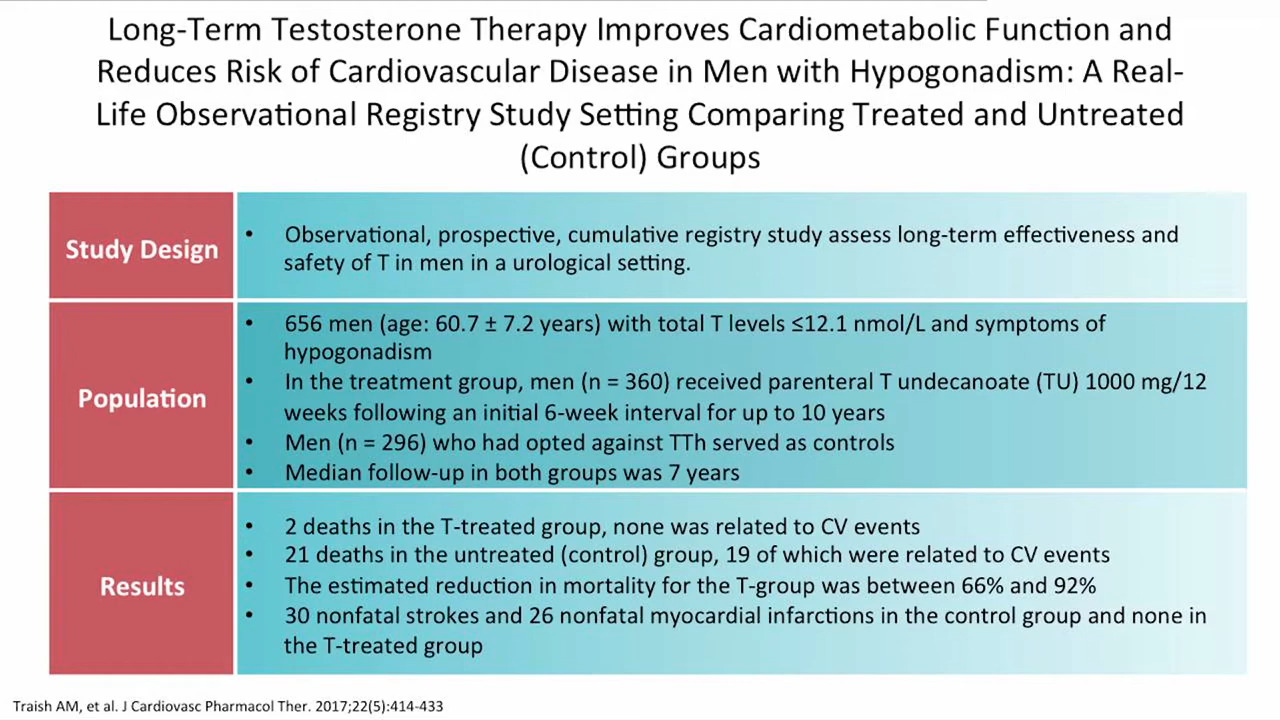 Long-Term Testosterone Therapy Improves Cardiometabolic Function and
Reduces Risk of Cardiovascular Disease in Men with Hypogonadism: A Real-
Life Observational Registry Study Setting Comparing Treated and Untreated
(Control) Groups
Study Design
• Observational, prospective, cumulative registry study assess long-term effectiveness and
safety of T in men in a urological setting.
Population
• 656 men (age: 60.7 ± 7.2 years) with total T levels ≤12.1 nmol/L and symptoms of
hypogonadism
• In the treatment group, men (n = 360) received parenteral T undecanoate (TU) 1000 mg/12
weeks following an initial 6-week interval for up to 10 years
• Men (n = 296) who had opted against TTh served as controls
• Median follow-up in both groups was 7 years
Results
• 2 deaths in the T-treated group, none was related to CV events
• 21 deaths in the untreated (control) group, 19 of which were related to CV events
• The estimated reduction in mortality for the T-group was between 66% and 92%
• 30 nonfatal strokes and 26 nonfatal myocardial infarctions in the control group and none in
the T-treated group
Traish AM, et al. J Cardiovasc Pharmacol Ther. 2017;22(5):414-433